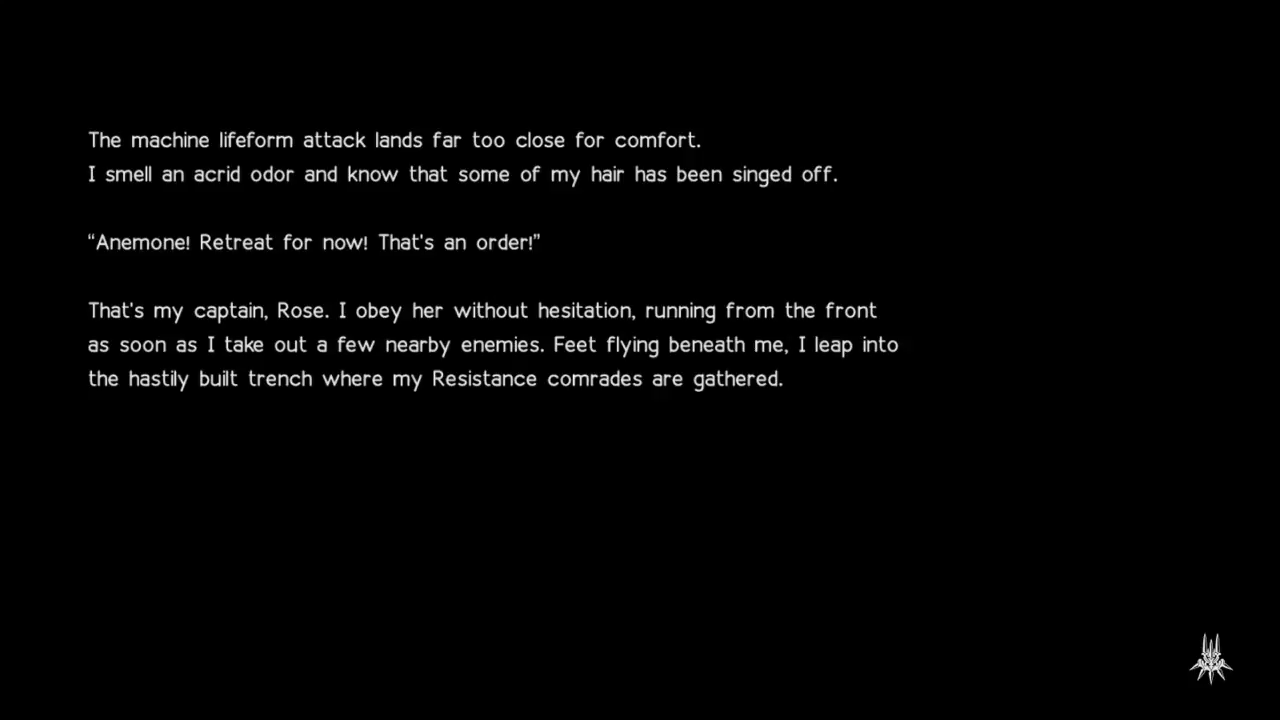 The machine lifeform attack lands far too close for comfort.
I smell an acrid odor and know that some of my hair has been singed off.
“Anemone! Retreat for now! That's an order!”
That's my captain, Rose. I obey her without hesitation, running from the front
as soon as I take out a few nearby enemies. Feet flying beneath me, I leap into
the hastily built trench where my Resistance comrades are gathered.